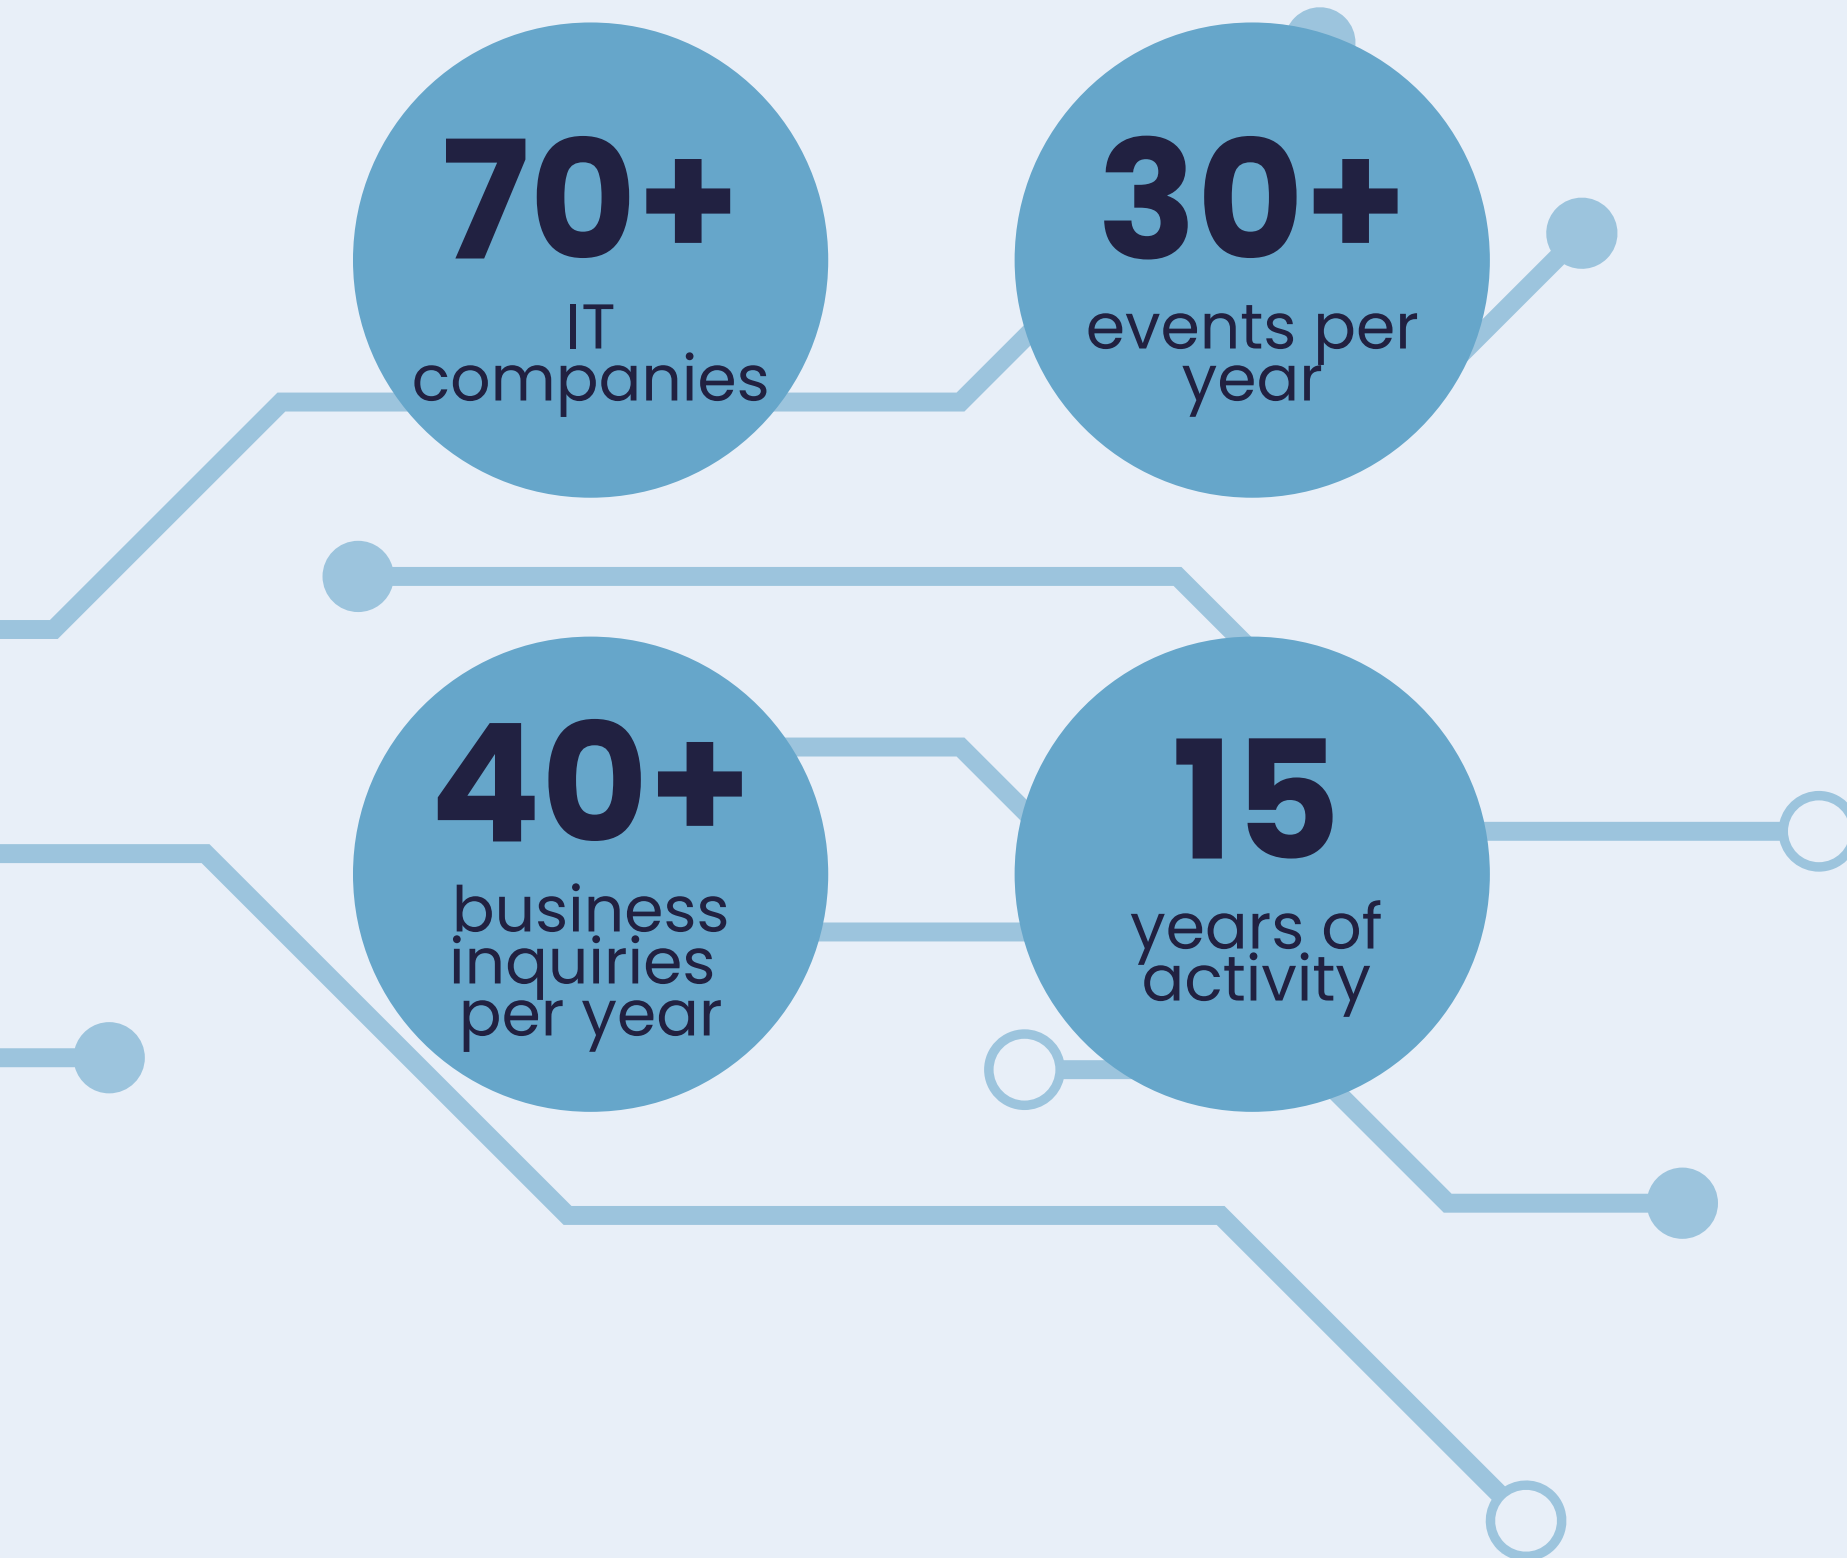 70+
IT
companies
30+
events per
year
40+
business
inquiries
per year
15
years of
activity